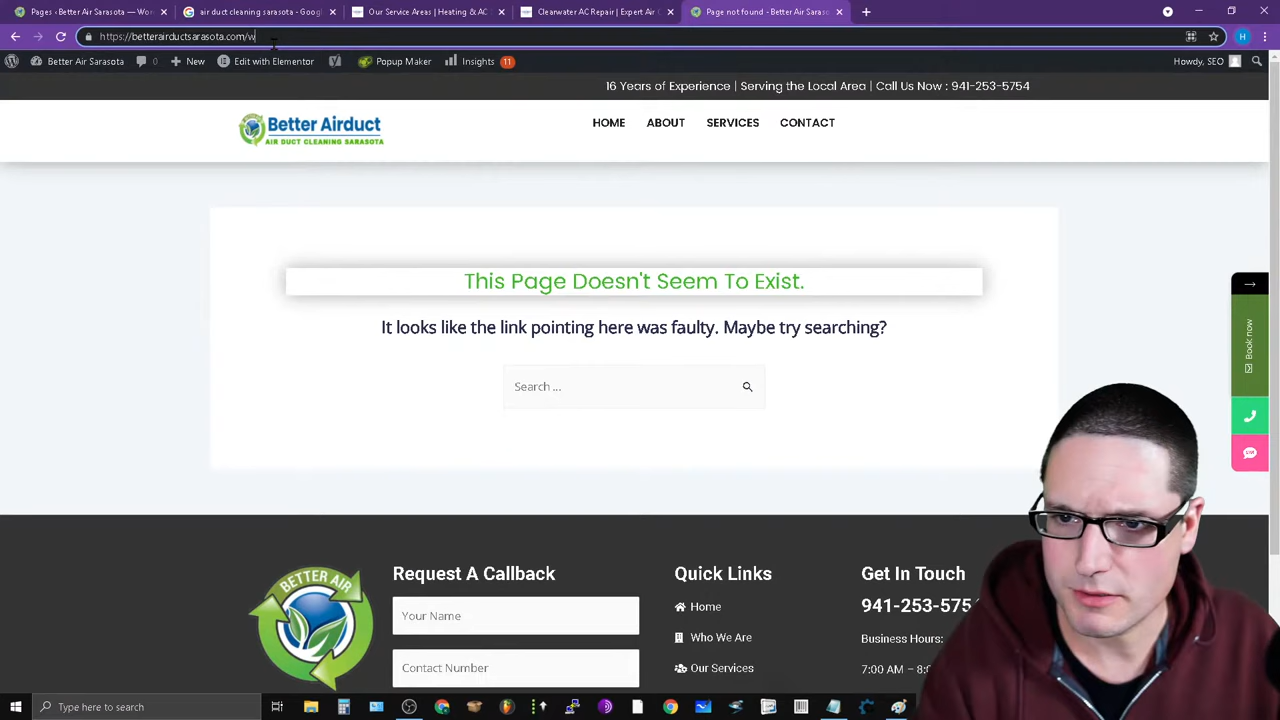 Pages ‹ Better Air Sarasota — Wor
air duct cleaning sarasota - Googl
Our Service Areas | Heating & AC
Clearwater AC Repair | Expert Air C
Page not found - Better Air Saras
https://betterairductsarasota.com/w
Better Air Sarasota 0 New Edit with Elementor Popup Maker Insights 11 Howdy, SEO
16 Years of Experience | Serving the Local Area | Call Us Now : 941-253-5754
Better Airduct
AIR DUCT CLEANING SARASOTA
HOME ABOUT SERVICES CONTACT
This Page Doesn't Seem To Exist.
It looks like the link pointing here was faulty. Maybe try searching?
Search ...
Book now
BETTER AIR
Request A Callback
Your Name
Contact Number
Quick Links
Home
Who We Are
Our Services
Get In Touch
941-253-575
Business Hours:
7:00 AM – 8:
Type here to search